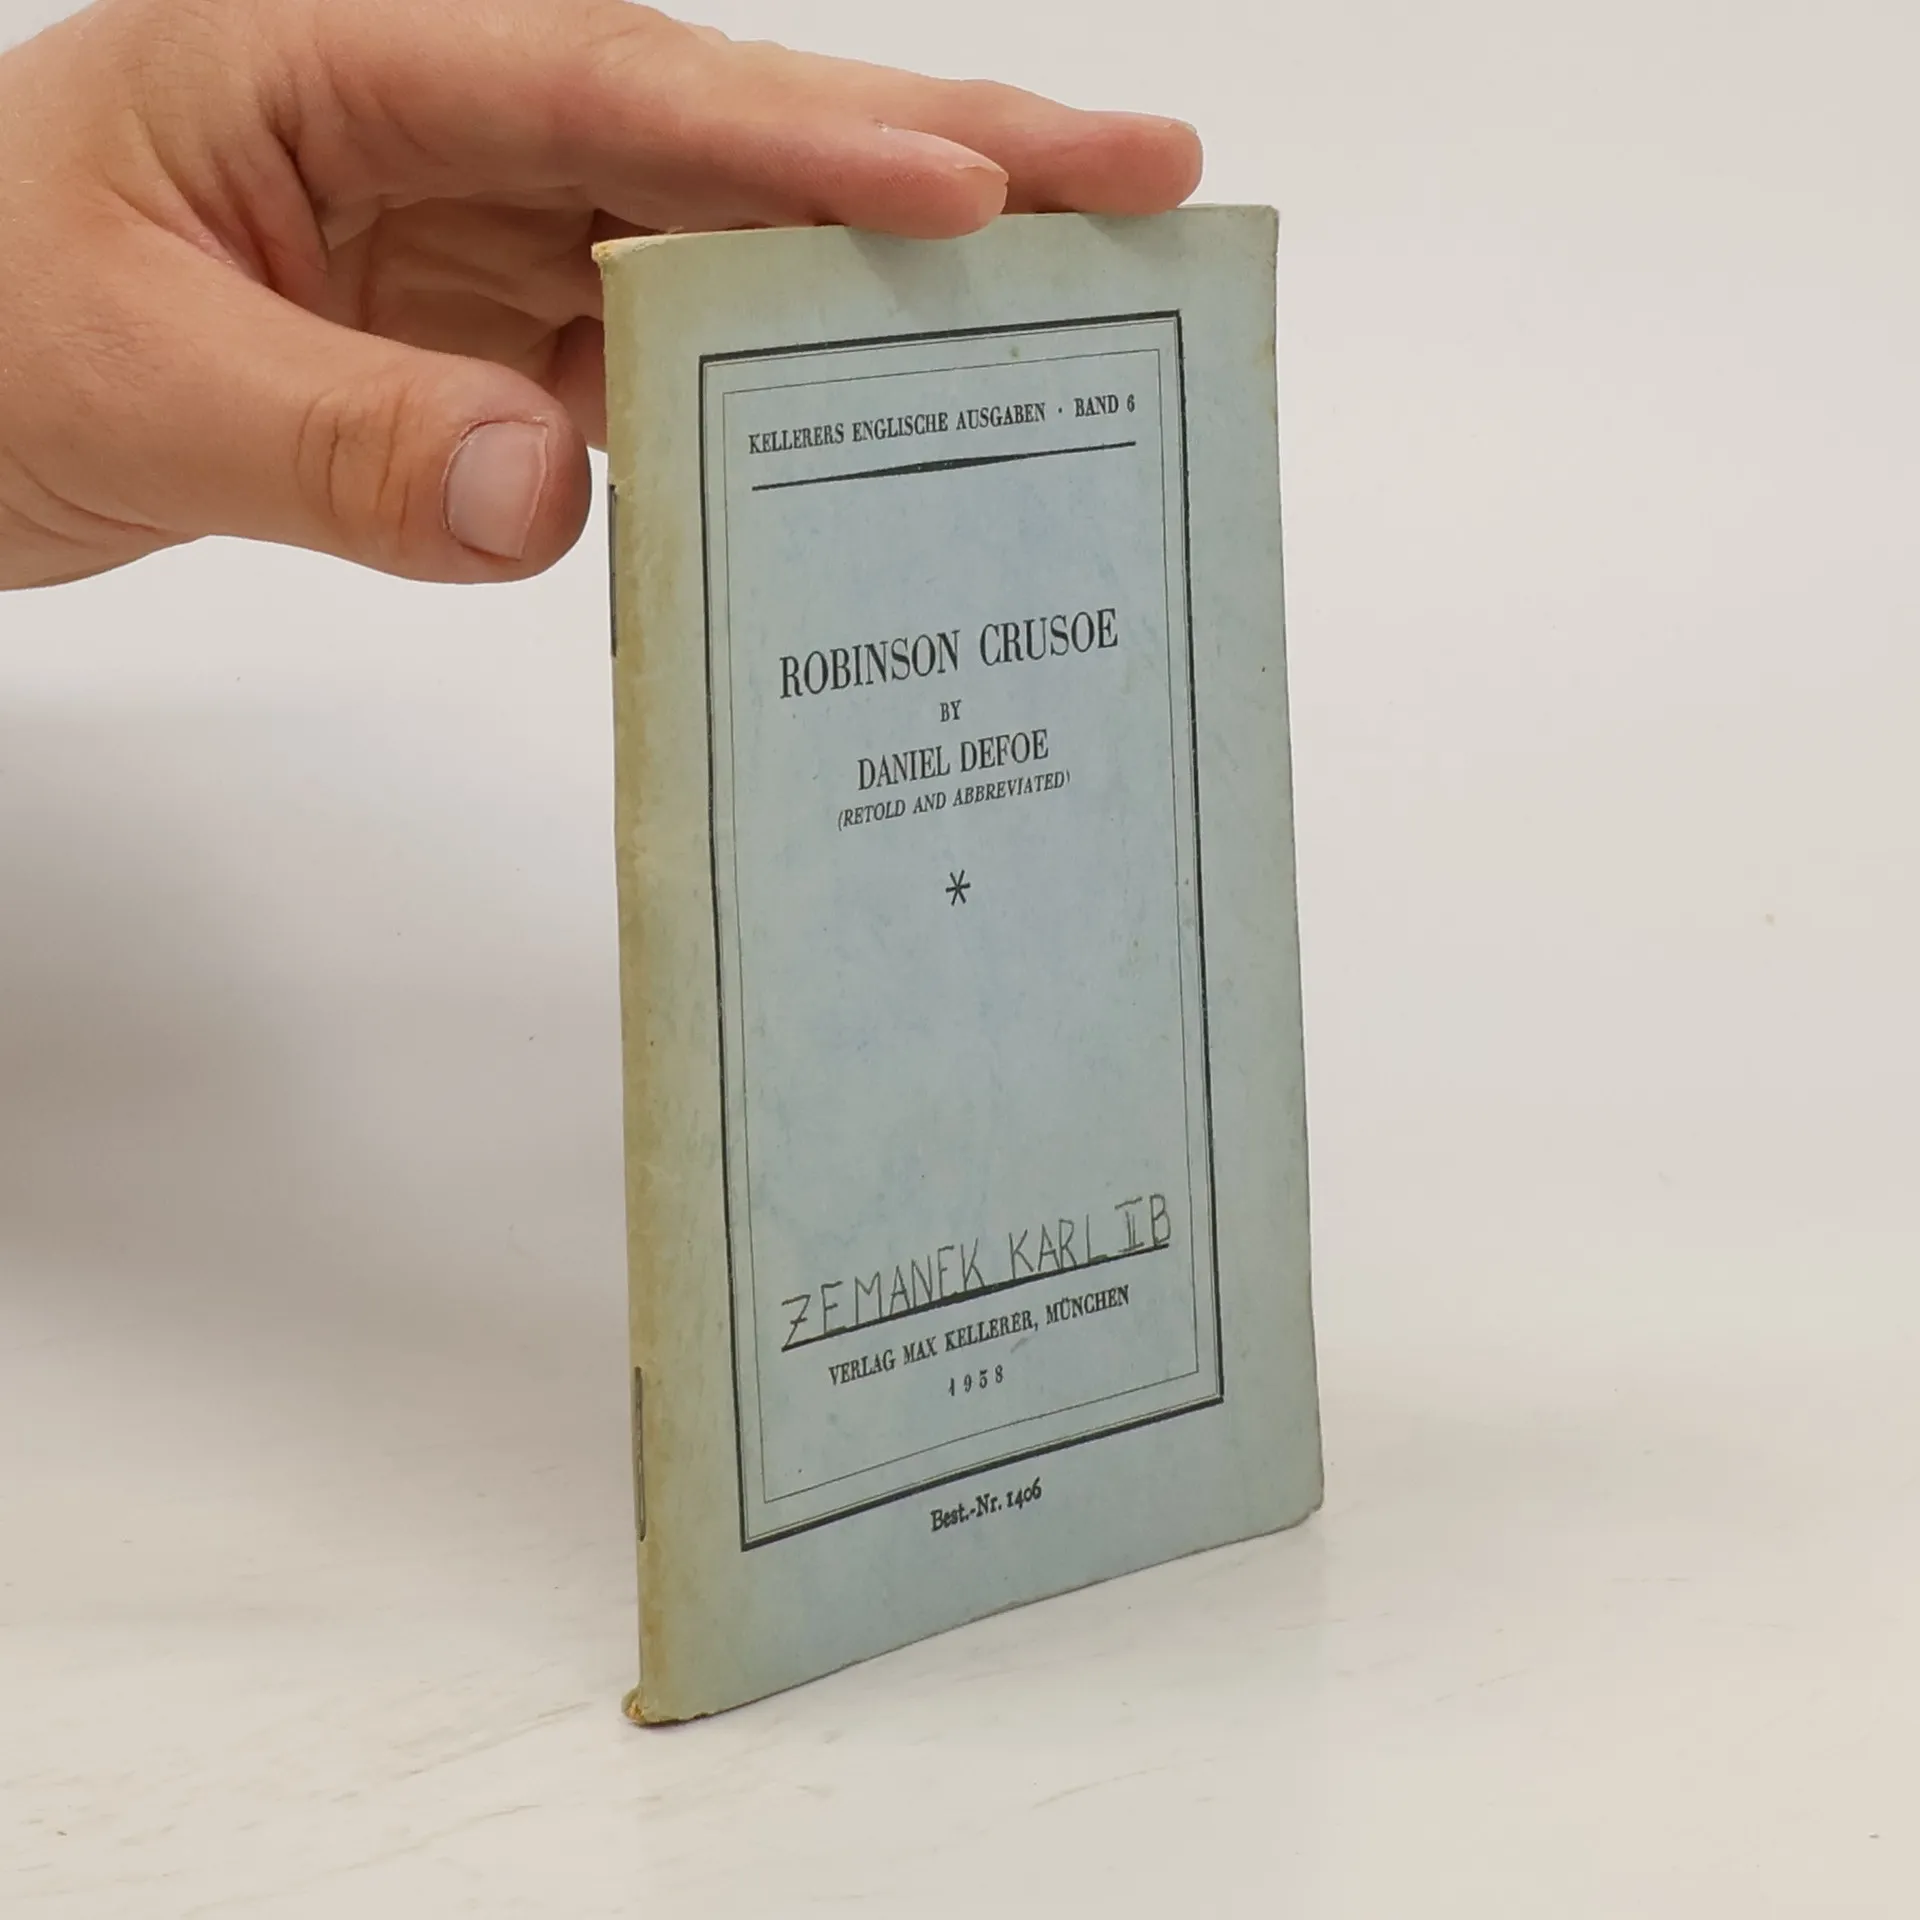 KELLERERS ENGLISCHE AUSGABEN · BAND 6
ROBINSON CRUSOE
BY
DANIEL DEFOE
(RETOLD AND ABBREVIATED)
*
ZEMANEK KARL II B
VERLAG MAX KELLERER, MÜNCHEN
1958
Best.-Nr. 1406